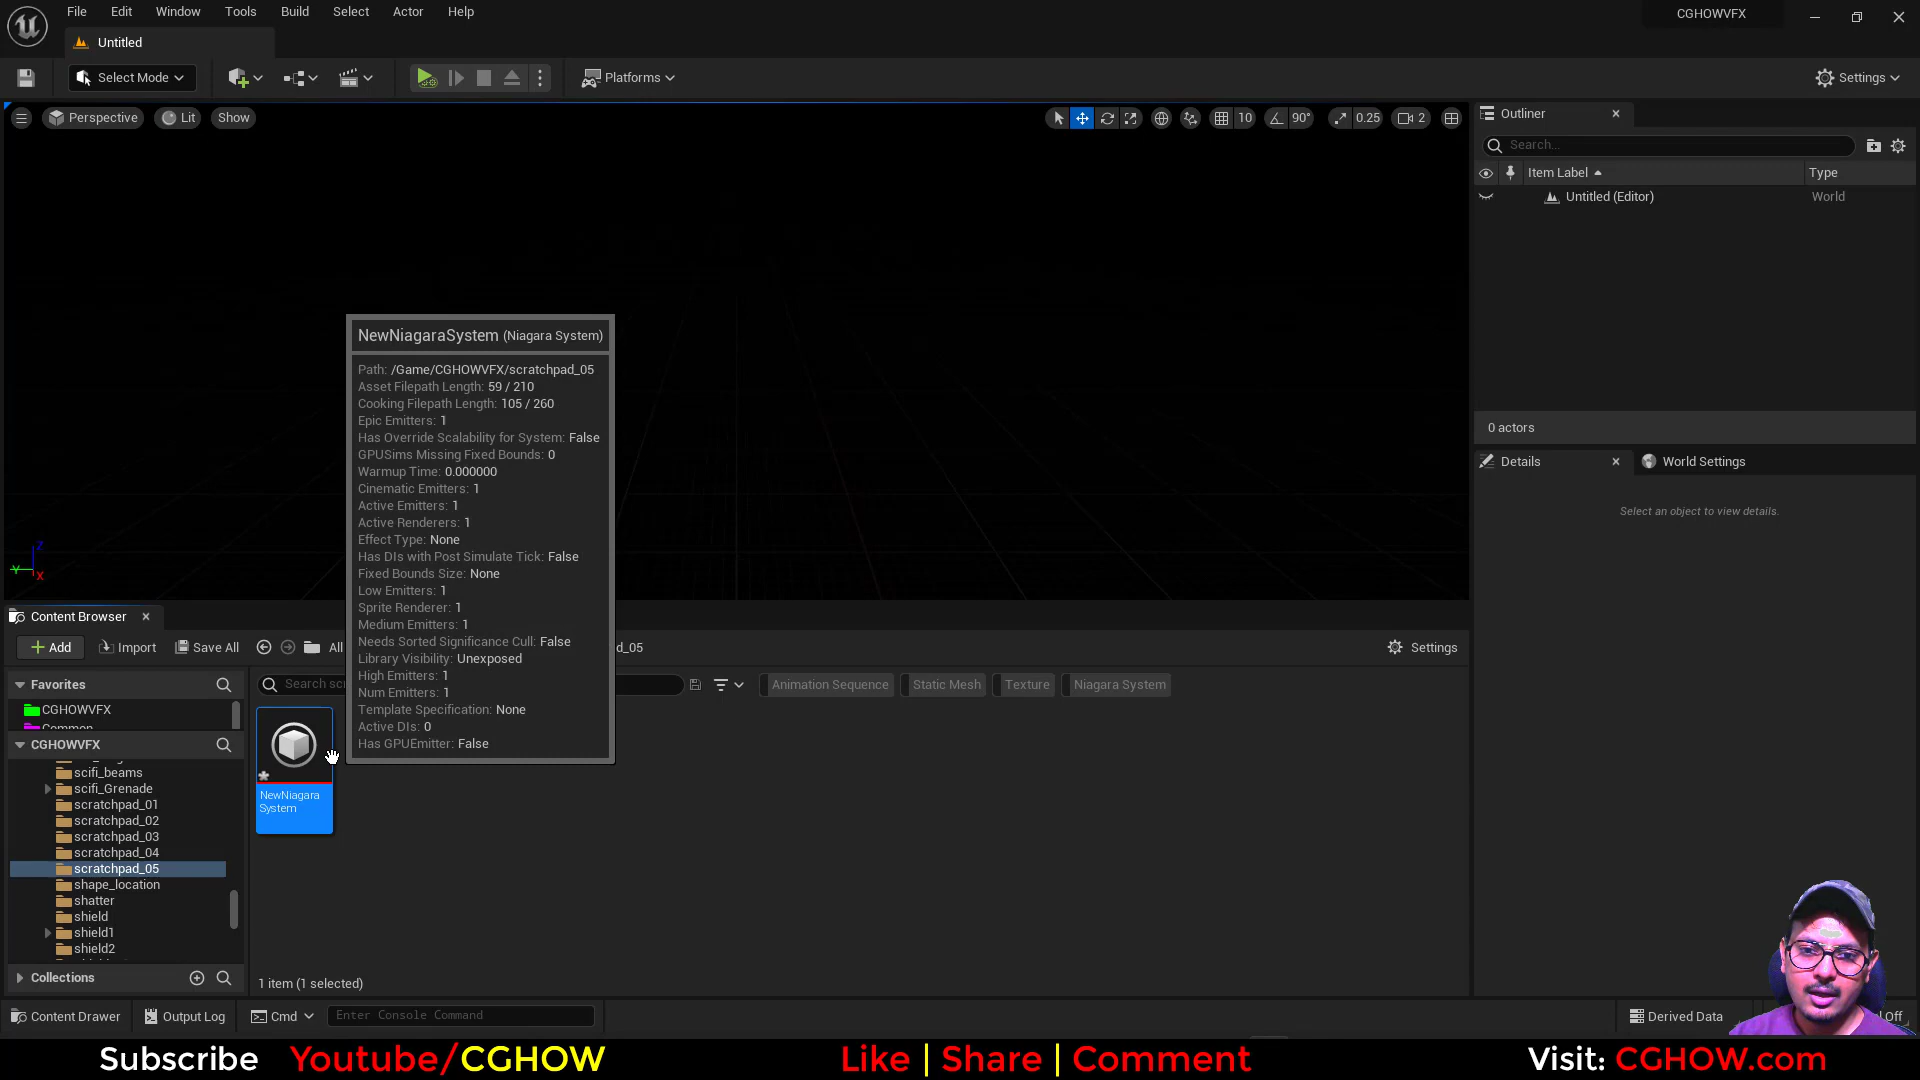 File Edit Window Tools Build Select Actor Help
CGHOWVFX
Untitled
Select Mode
Platforms
Settings
Perspective Lit Show
10 90° 0.25 2
Outliner
Search...
Item Label Type
Untitled (Editor) World
0 actors
Details World Settings
Select an object to view details.
NewNiagaraSystem (Niagara System)
Path: /Game/CGHOWVFX/scratchpad_05
Asset Filepath Length: 59 / 210
Cooking Filepath Length: 105 / 260
Epic Emitters: 1
Has Override Scalability for System: False
GPUSims Missing Fixed Bounds: 0
Warmup Time: 0.000000
Cinematic Emitters: 1
Active Emitters: 1
Active Renderers: 1
Effect Type: None
Has DIs with Post Simulate Tick: False
Fixed Bounds Size: None
Low Emitters: 1
Sprite Renderer: 1
Medium Emitters: 1
Needs Sorted Significance Cull: False
Library Visibility: Unexposed
High Emitters: 1
Num Emitters: 1
Template Specification: None
Active DIs: 0
Has GPUEmitter: False
Z
Y
X
Content Browser
Add Import Save All All d_05 Settings
Favorites
CGHOWVFX
Common
CGHOWVFX
scifi_beams
scifi_Grenade
scratchpad_01
scratchpad_02
scratchpad_03
scratchpad_04
scratchpad_05
shape_location
shatter
shield
shield1
shield2
Collections
Search scr
Animation Sequence Static Mesh Texture Niagara System
NewNiagara
System
1 item (1 selected)
Content Drawer Output Log Cmd Enter Console Command
Derived Data Off
Subscribe Youtube/CGHOW Like | Share | Comment Visit: CGHOW.com